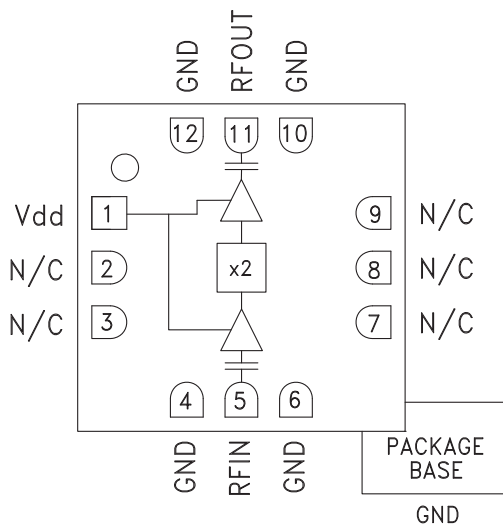 GND RFOUT GND
12 11 10
Vdd 1 9 N/C
N/C 2 x2 8 N/C
N/C 3 7 N/C
4 5 6
GND RFIN GND
PACKAGE
BASE
GND